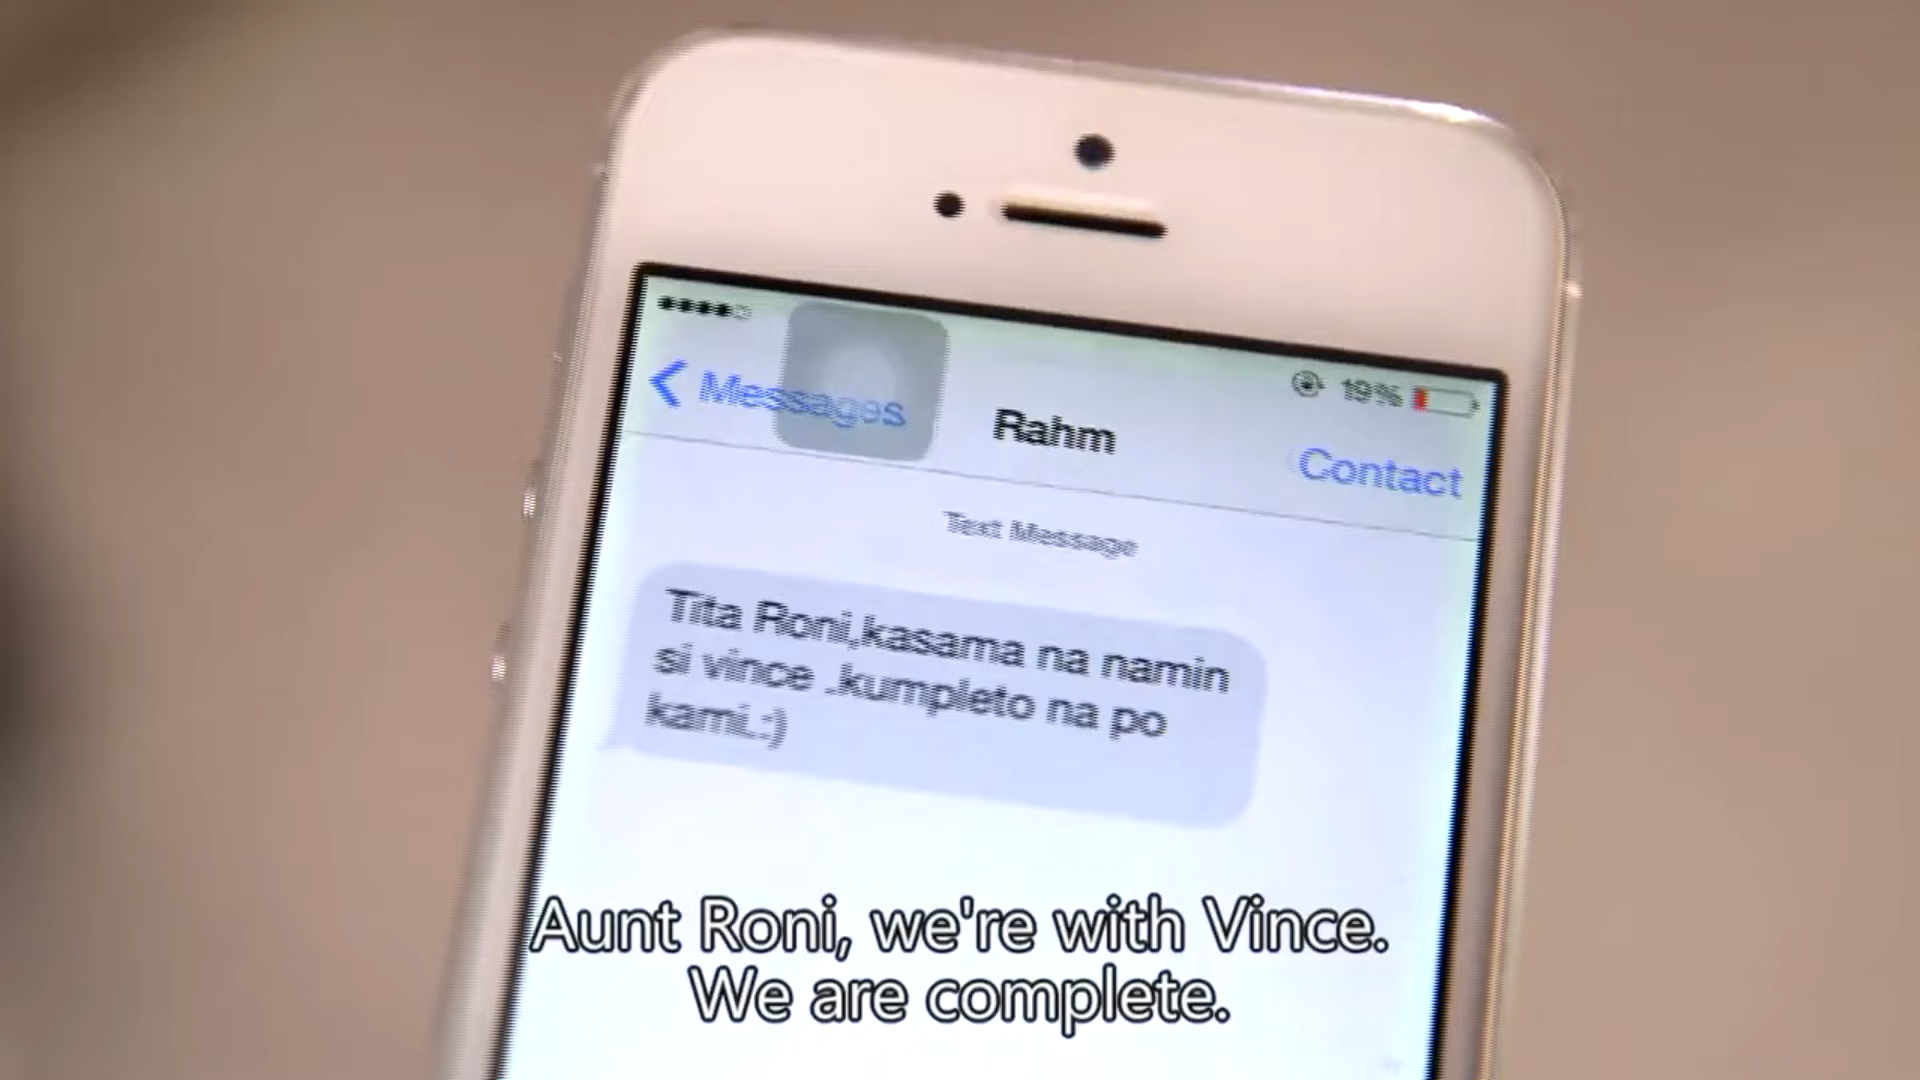 19%
Messages
Rahm
Contact
Text Message
Tita Roni,kasama na namin
si vince .kumpleto na po
kami.:)
Aunt Roni, we're with Vince.
We are complete.